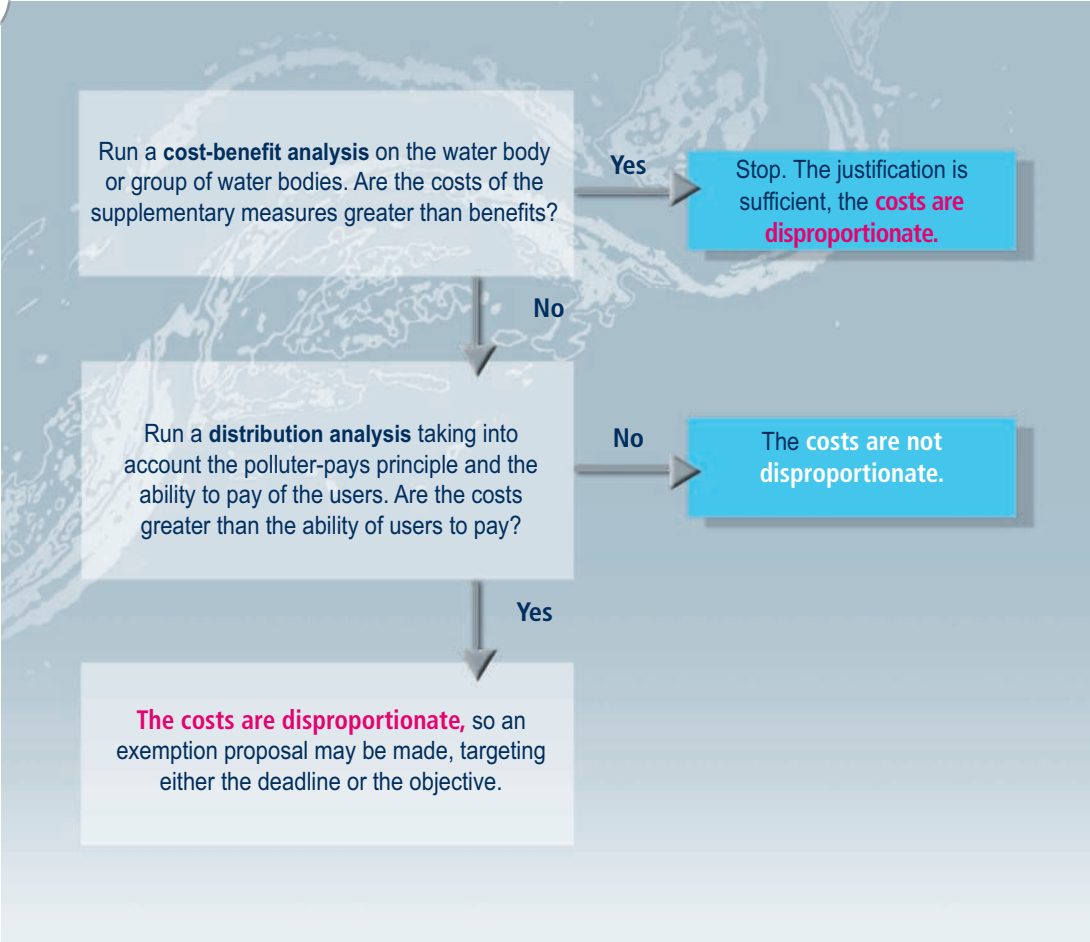 Run a cost-benefit analysis on the water body
or group of water bodies. Are the costs of the
supplementary measures greater than benefits?
Yes
Stop. The justification is
sufficient, the costs are
disproportionate.
No
Run a distribution analysis taking into
account the polluter-pays principle and the
ability to pay of the users. Are the costs
greater than the ability of users to pay?
No
The costs are not
disproportionate.
Yes
The costs are disproportionate, so an
exemption proposal may be made, targeting
either the deadline or the objective.